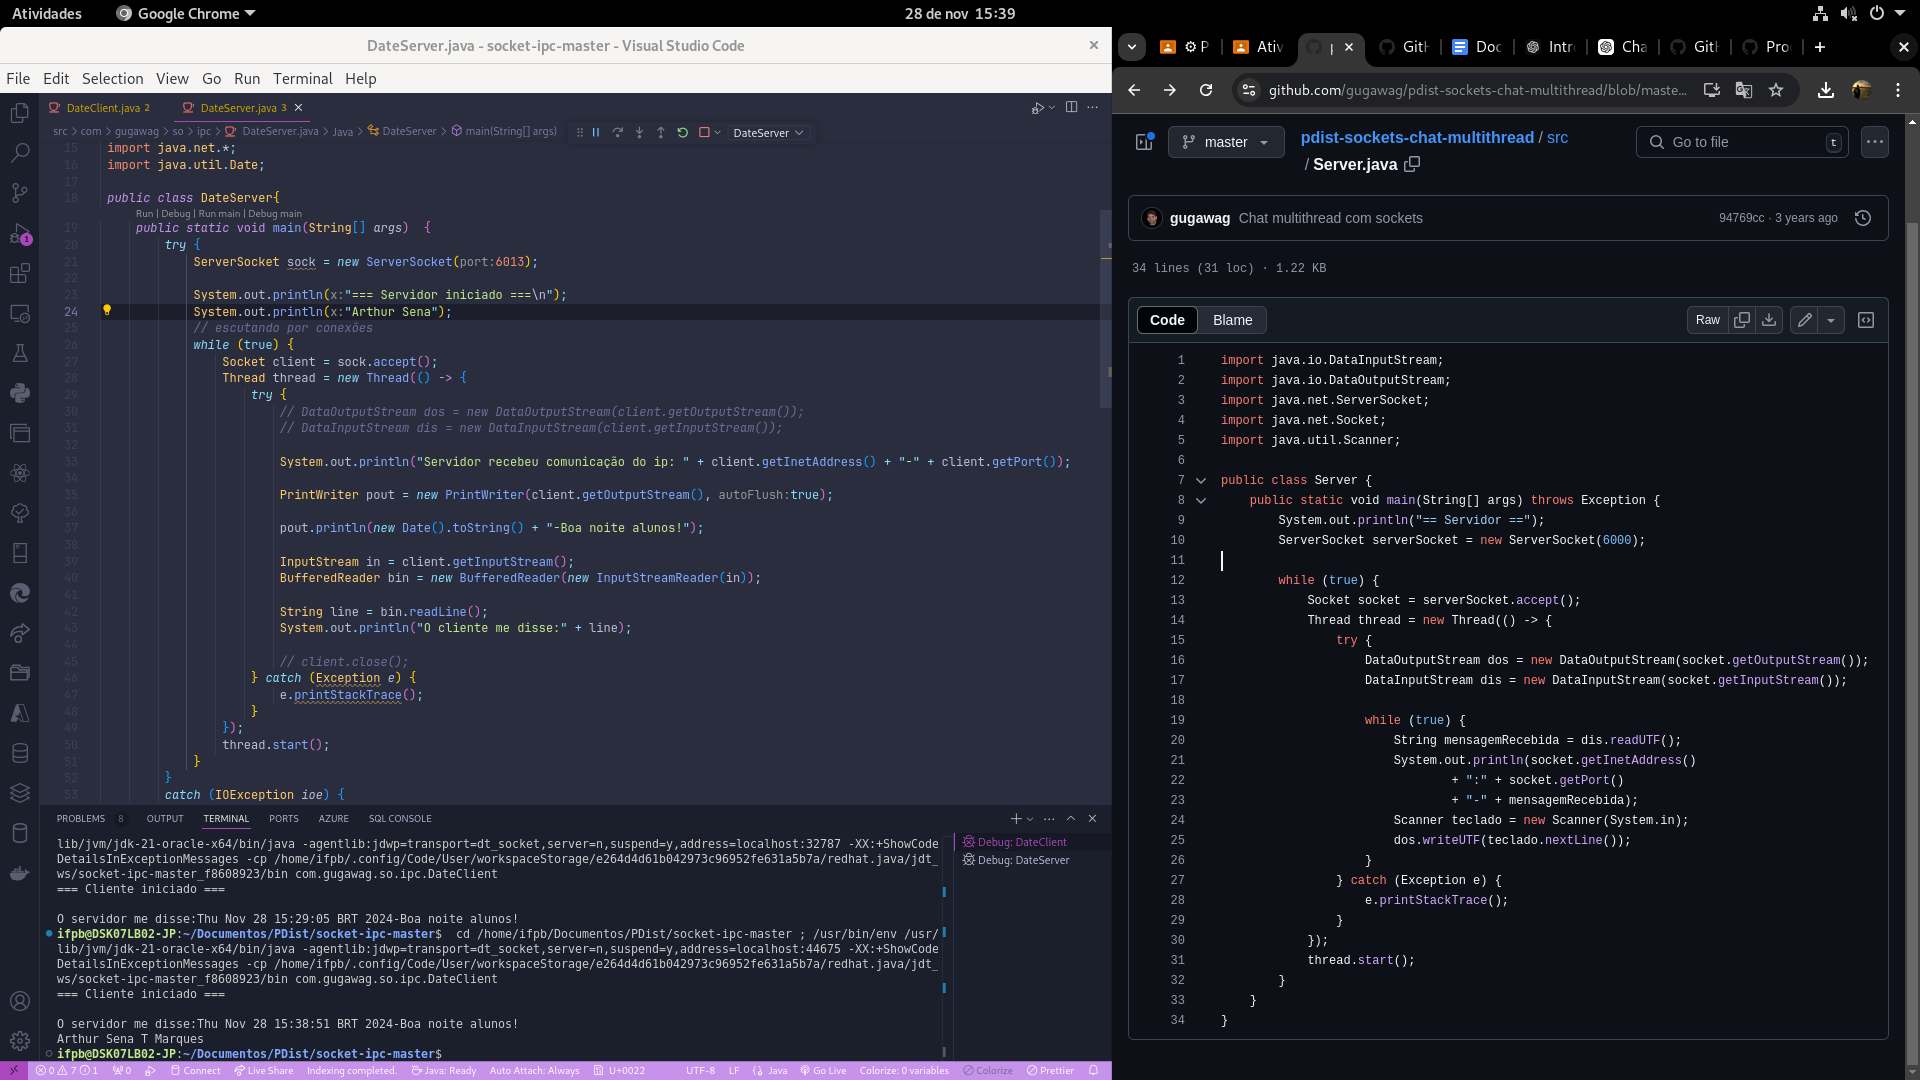 Atividades
Google Chrome
28 de nov 15:39
DateServer.java - socket-ipc-master - Visual Studio Code
File Edit Selection View Go Run Terminal Help
DateClient.java 2
DateServer.java 3
src > com > gugawag > so > ipc > DateServer.java > Java > DateServer > main(String[] args)
DateServer
15 import java.net.*;
16 import java.util.Date;
17
18 public class DateServer{
Run | Debug | Run main | Debug main
19 public static void main(String[] args)  {
20 try {
21 ServerSocket sock = new ServerSocket(port:6013);
22
23 System.out.println(x:"=== Servidor iniciado ===\n");
24 System.out.println(x:"Arthur Sena");
25 // escutando por conexões
26 while (true) {
27 Socket client = sock.accept();
28 Thread thread = new Thread(() -> {
29 try {
30 // DataOutputStream dos = new DataOutputStream(client.getOutputStream());
31 // DataInputStream dis = new DataInputStream(client.getInputStream());
32
33 System.out.println("Servidor recebeu comunicação do ip: " + client.getInetAddress() + "-" + client.getPort());
34
35 PrintWriter pout = new PrintWriter(client.getOutputStream(), autoFlush:true);
36
37 pout.println(new Date().toString() + "-Boa noite alunos!");
38
39 InputStream in = client.getInputStream();
40 BufferedReader bin = new BufferedReader(new InputStreamReader(in));
41
42 String line = bin.readLine();
43 System.out.println("O cliente me disse:" + line);
44
45 // client.close();
46 } catch (Exception e) {
47 e.printStackTrace();
48 }
49 });
50 thread.start();
51 }
52 }
53 catch (IOException ioe) {
PROBLEMS 8 OUTPUT TERMINAL PORTS AZURE SQL CONSOLE
lib/jvm/jdk-21-oracle-x64/bin/java -agentlib:jdwp=transport=dt_socket,server=n,suspend=y,address=localhost:32787 -XX:+ShowCode
DetailsInExceptionMessages -cp /home/ifpb/.config/Code/User/workspaceStorage/e264d4d61b042973c96952fe631a5b7a/redhat.java/jdt_
ws/socket-ipc-master_f8608923/bin com.gugawag.so.ipc.DateClient
=== Cliente iniciado ===
O servidor me disse:Thu Nov 28 15:29:05 BRT 2024-Boa noite alunos!
ifpb@DSK07LB02-JP:~/Documentos/PDist/socket-ipc-master$  cd /home/ifpb/Documentos/PDist/socket-ipc-master ; /usr/bin/env /usr/
lib/jvm/jdk-21-oracle-x64/bin/java -agentlib:jdwp=transport=dt_socket,server=n,suspend=y,address=localhost:44675 -XX:+ShowCode
DetailsInExceptionMessages -cp /home/ifpb/.config/Code/User/workspaceStorage/e264d4d61b042973c96952fe631a5b7a/redhat.java/jdt_
ws/socket-ipc-master_f8608923/bin com.gugawag.so.ipc.DateClient
=== Cliente iniciado ===
O servidor me disse:Thu Nov 28 15:38:51 BRT 2024-Boa noite alunos!
Arthur Sena T Marques
ifpb@DSK07LB02-JP:~/Documentos/PDist/socket-ipc-master$
Debug: DateClient
Debug: DateServer
0 7 1 0 Connect Live Share Indexing completed. Java: Ready Auto Attach: Always U+0022 UTF-8 LF Java Go Live Colorize: 0 variables Colorize Prettier
P Ativ p GitH Doc Intr Cha GitH Pro
github.com/gugawag/pdist-sockets-chat-multithread/blob/maste...
master
pdist-sockets-chat-multithread / src
/ Server.java
Go to file t
gugawag Chat multithread com sockets 94769cc · 3 years ago
34 lines (31 loc) · 1.22 KB
Code Blame Raw
1 import java.io.DataInputStream;
2 import java.io.DataOutputStream;
3 import java.net.ServerSocket;
4 import java.net.Socket;
5 import java.util.Scanner;
6
7 public class Server {
8 public static void main(String[] args) throws Exception {
9 System.out.println("== Servidor ==");
10 ServerSocket serverSocket = new ServerSocket(6000);
11
12 while (true) {
13 Socket socket = serverSocket.accept();
14 Thread thread = new Thread(() -> {
15 try {
16 DataOutputStream dos = new DataOutputStream(socket.getOutputStream());
17 DataInputStream dis = new DataInputStream(socket.getInputStream());
18
19 while (true) {
20 String mensagemRecebida = dis.readUTF();
21 System.out.println(socket.getInetAddress()
22 + ":" + socket.getPort()
23 + "-" + mensagemRecebida);
24 Scanner teclado = new Scanner(System.in);
25 dos.writeUTF(teclado.nextLine());
26 }
27 } catch (Exception e) {
28 e.printStackTrace();
29 }
30 });
31 thread.start();
32 }
33 }
34 }